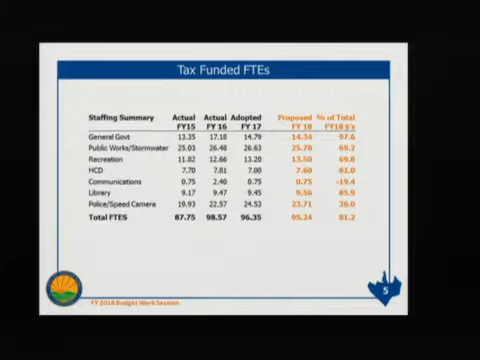 Tax Funded FTEs
Staffing Summary Actual FY15 Actual FY 16 Adopted FY 17 Proposed FY 18 % of Total FY18 $'s
General Govt 13.35 17.18 14.79 14.34 97.6
Public Works/Stormwater 25.03 26.48 26.63 25.78 69.2
Recreation 11.82 12.66 13.20 13.50 69.8
HCD 7.70 7.81 7.00 7.60 81.0
Communications 0.75 2.40 0.75 0.75 -19.4
Library 9.17 9.47 9.45 9.56 85.9
Police/Speed Camera 19.93 22.57 24.53 23.71 36.0
Total FTES 87.75 98.57 96.35 95.24 81.2
FY 2018 Budget Work Session
5